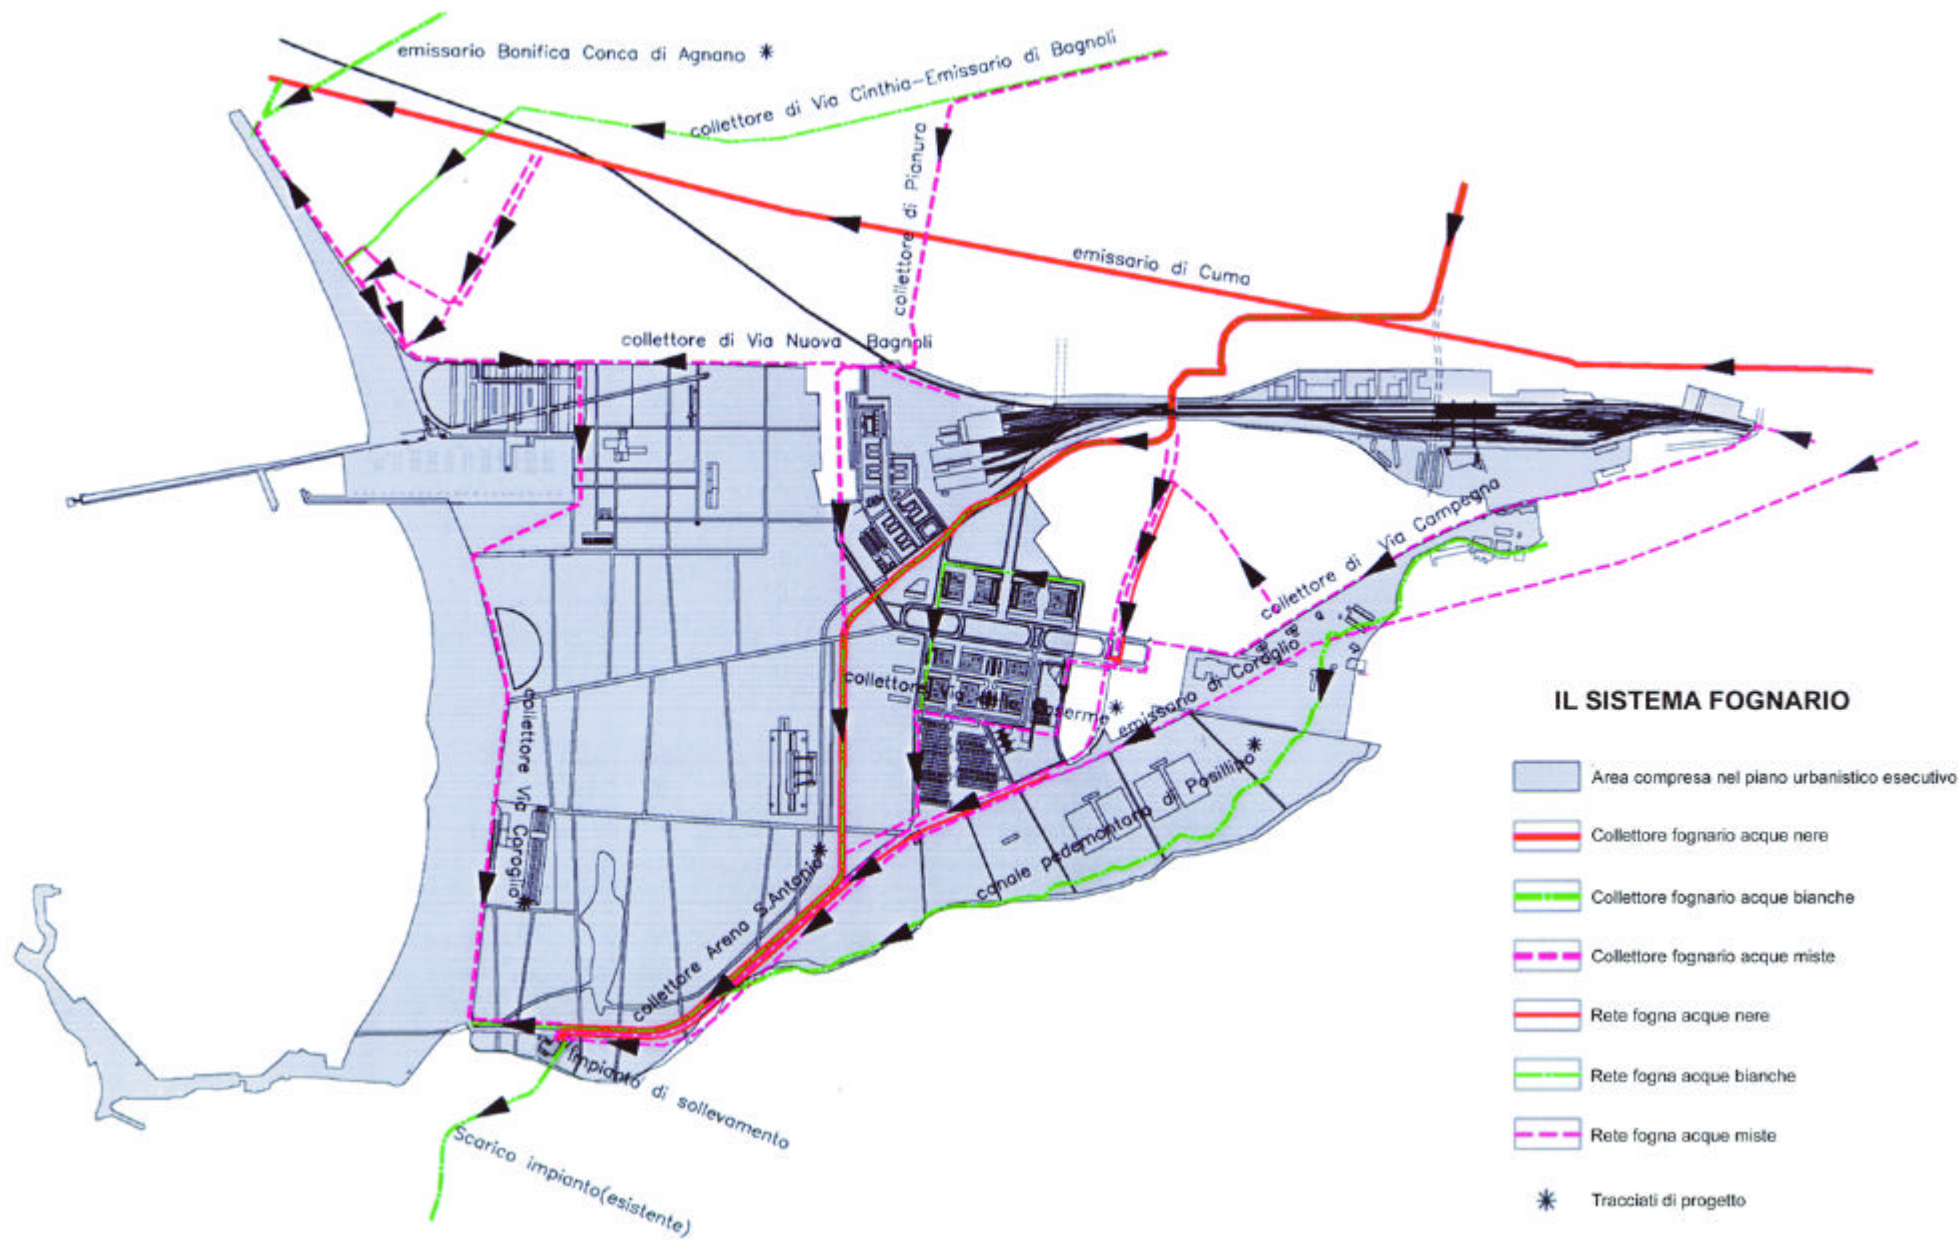 emissario Bonifica Conca di Agnano *
collettore di Via Cinthia-Emissario di Bagnoli
collettore di Pianura
emissario di Cuma
collettore di Via Nuova Bagnoli
collettore di Via Campegna
emissario di Coroglio
collettore Via delle Caserme *
canale pedemontano di Posillipo *
collettore Via Coroglio *
collettore Arena S.Antonio *
Impianto di sollevamento
Scarico impianto(esistente)
IL SISTEMA FOGNARIO
Area compresa nel piano urbanistico esecutivo
Collettore fognario acque nere
Collettore fognario acque bianche
Collettore fognario acque miste
Rete fogna acque nere
Rete fogna acque bianche
Rete fogna acque miste
* Tracciati di progetto